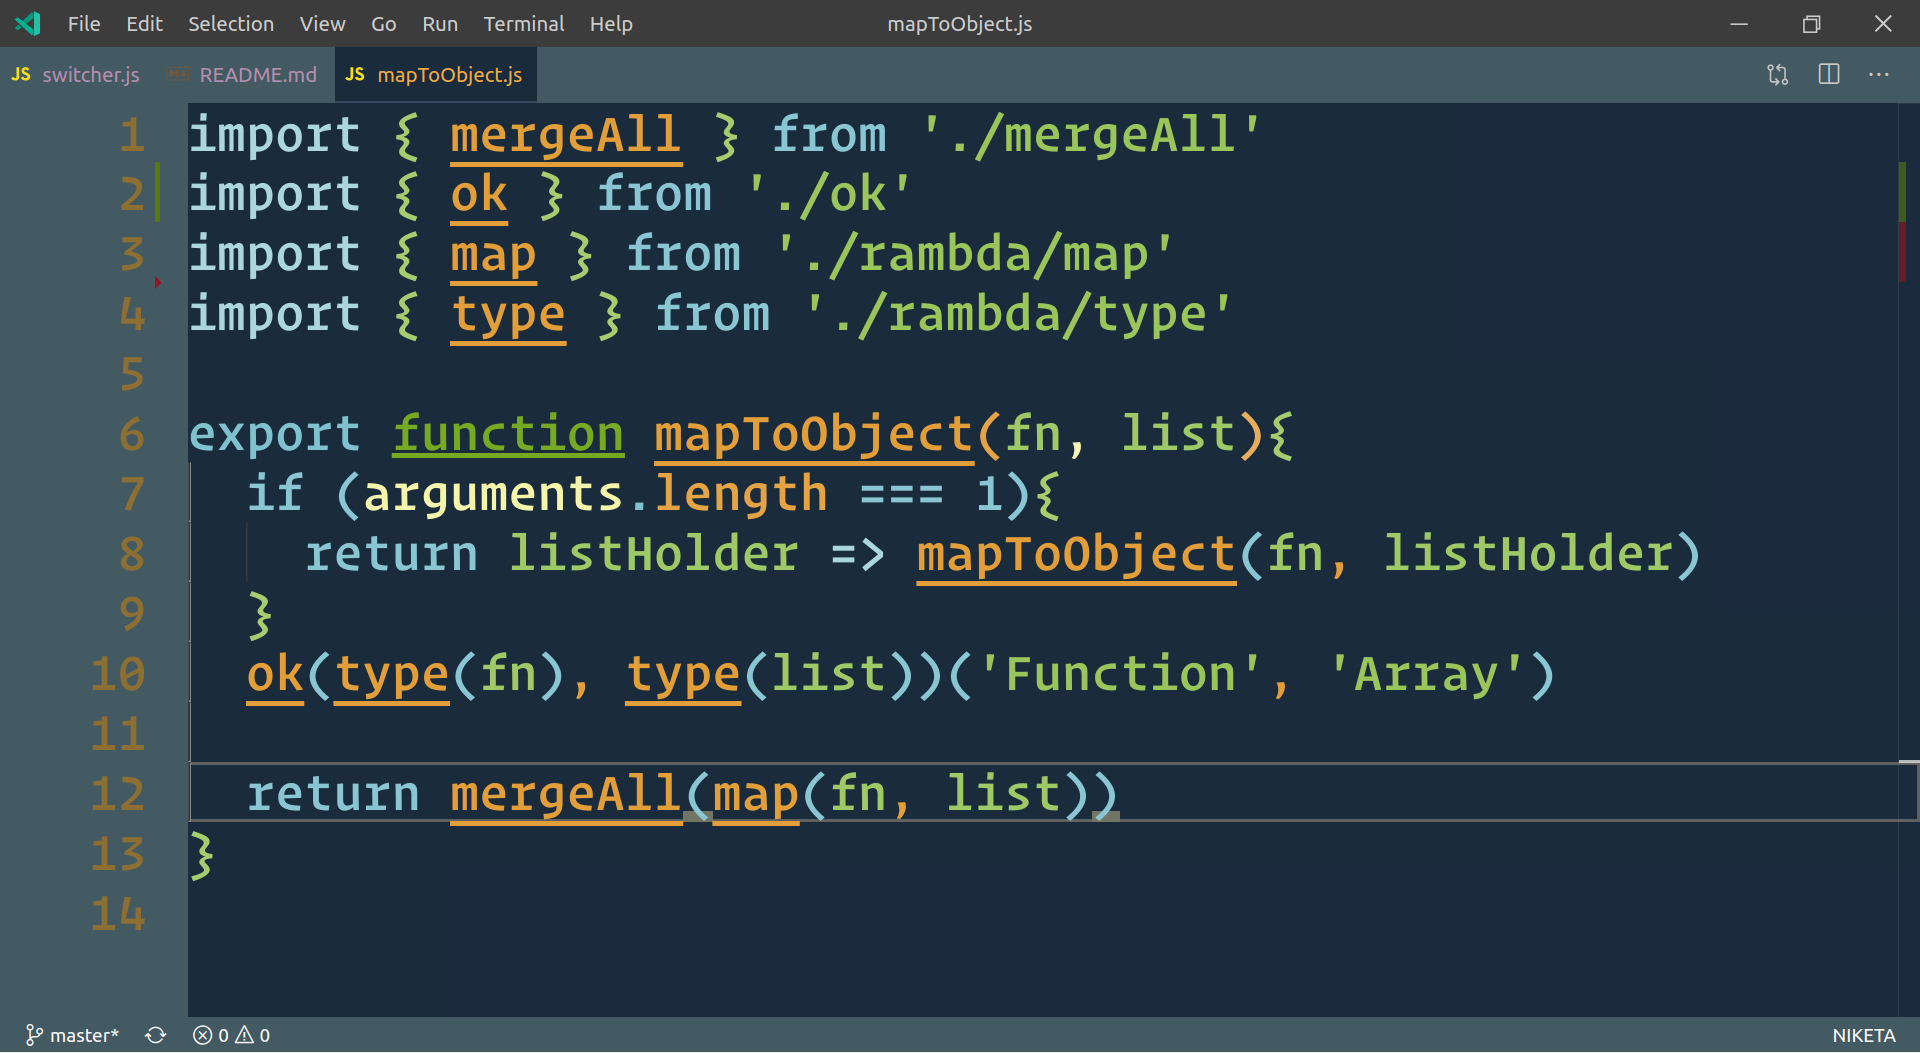 File Edit Selection View Go Run Terminal Help mapToObject.js
JS switcher.js README.md JS mapToObject.js
1 import { mergeAll } from './mergeAll'
2 import { ok } from './ok'
3 import { map } from './rambda/map'
4 import { type } from './rambda/type'
5
6 export function mapToObject(fn, list){
7 if (arguments.length === 1){
8 return listHolder => mapToObject(fn, listHolder)
9 }
10 ok(type(fn), type(list))('Function', 'Array')
11
12 return mergeAll(map(fn, list))
13 }
14
master* 0 0 NIKETA